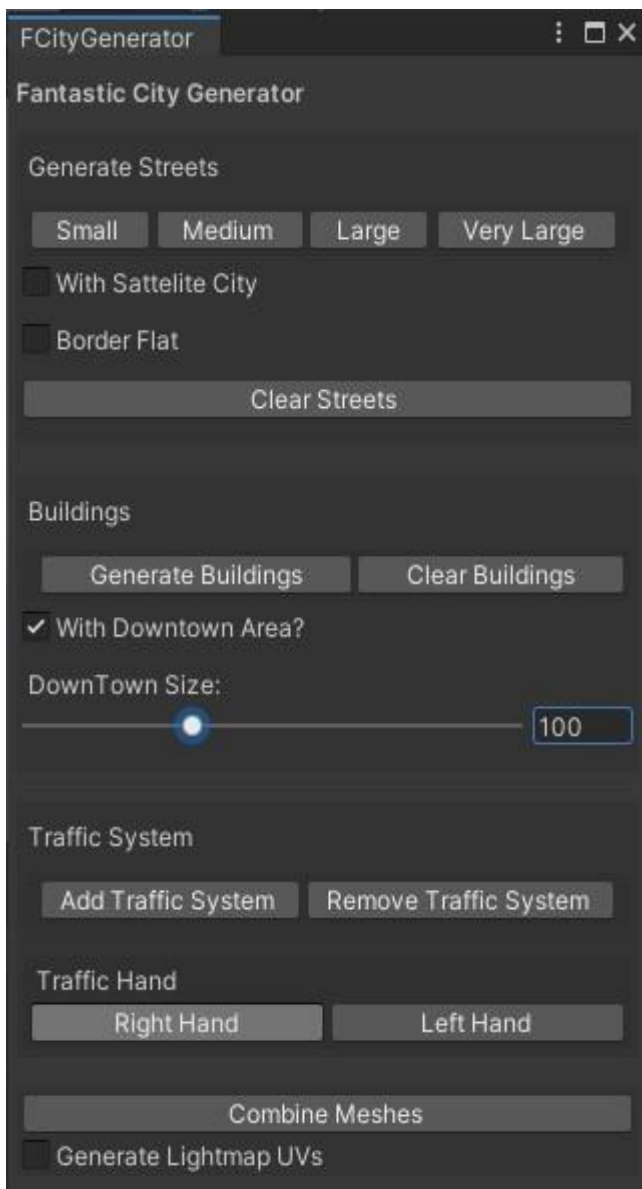 FCityGenerator
Fantastic City Generator
Generate Streets
Small Medium Large Very Large
With Sattelite City
Border Flat
Clear Streets
Buildings
Generate Buildings Clear Buildings
With Downtown Area?
DownTown Size:
100
Traffic System
Add Traffic System Remove Traffic System
Traffic Hand
Right Hand Left Hand
Combine Meshes
Generate Lightmap UVs